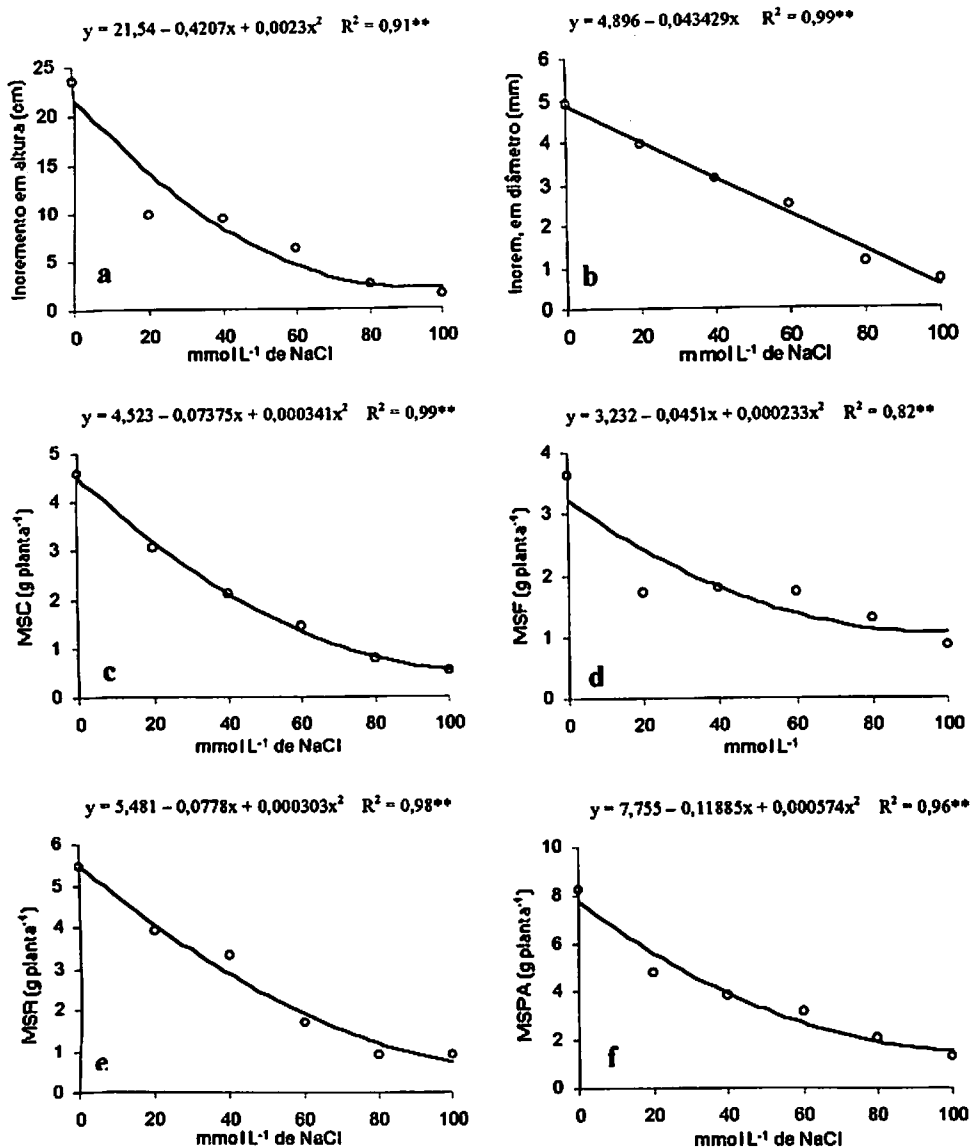 y = 21,54 – 0,4207x + 0,0023x² R² = 0,91**
Incremento em altura (cm)
25
20
15
10
5
0
a
0 20 40 60 80 100
mmol L⁻¹ de NaCl
y = 4,896 – 0,043429x R² = 0,99**
Increm, em diâmetro (mm)
6
5
4
3
2
1
0
b
0 20 40 60 80 100
mmol L⁻¹ de NaCl
y = 4,523 – 0,07375x + 0,000341x² R² = 0,99**
MSC (g planta⁻¹)
5
4
3
2
1
0
c
0 20 40 60 80 100
mmol L⁻¹ de NaCl
y = 3,232 – 0,0451x + 0,000233x² R² = 0,82**
MSF (g planta⁻¹)
4
3
2
1
0
d
0 20 40 60 80 100
mmol L⁻¹
y = 5,481 – 0,0778x + 0,000303x² R² = 0,98**
MSR (g planta⁻¹)
6
5
4
3
2
1
0
e
0 20 40 60 80 100
mmol L⁻¹ de NaCl
y = 7,755 – 0,11885x + 0,000574x² R² = 0,96**
MSPA (g planta⁻¹)
10
8
6
4
2
0
f
0 20 40 60 80 100
mmol L⁻¹ de NaCl